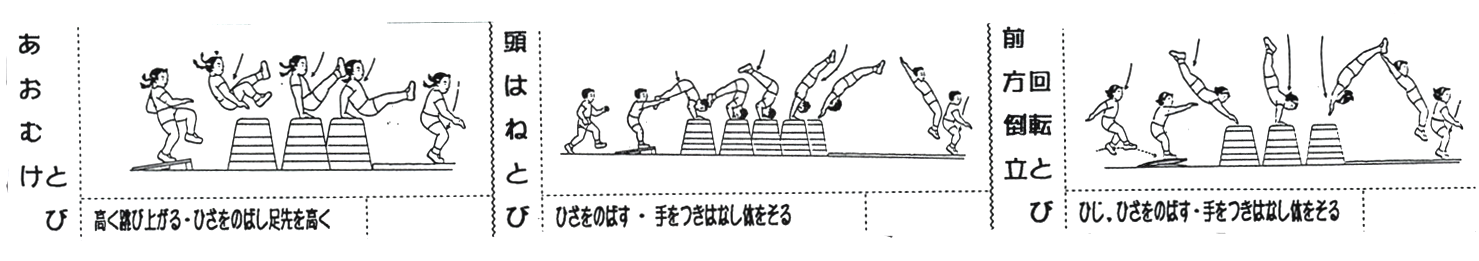 あおむけ
とび
高く跳び上がる・ひざをのばし足先を高く
頭はねとび
ひざをのばす・手をつきはなし体をそる
前方倒立
回転とび
ひじ，ひざをのばす・手をつきはなし体をそる